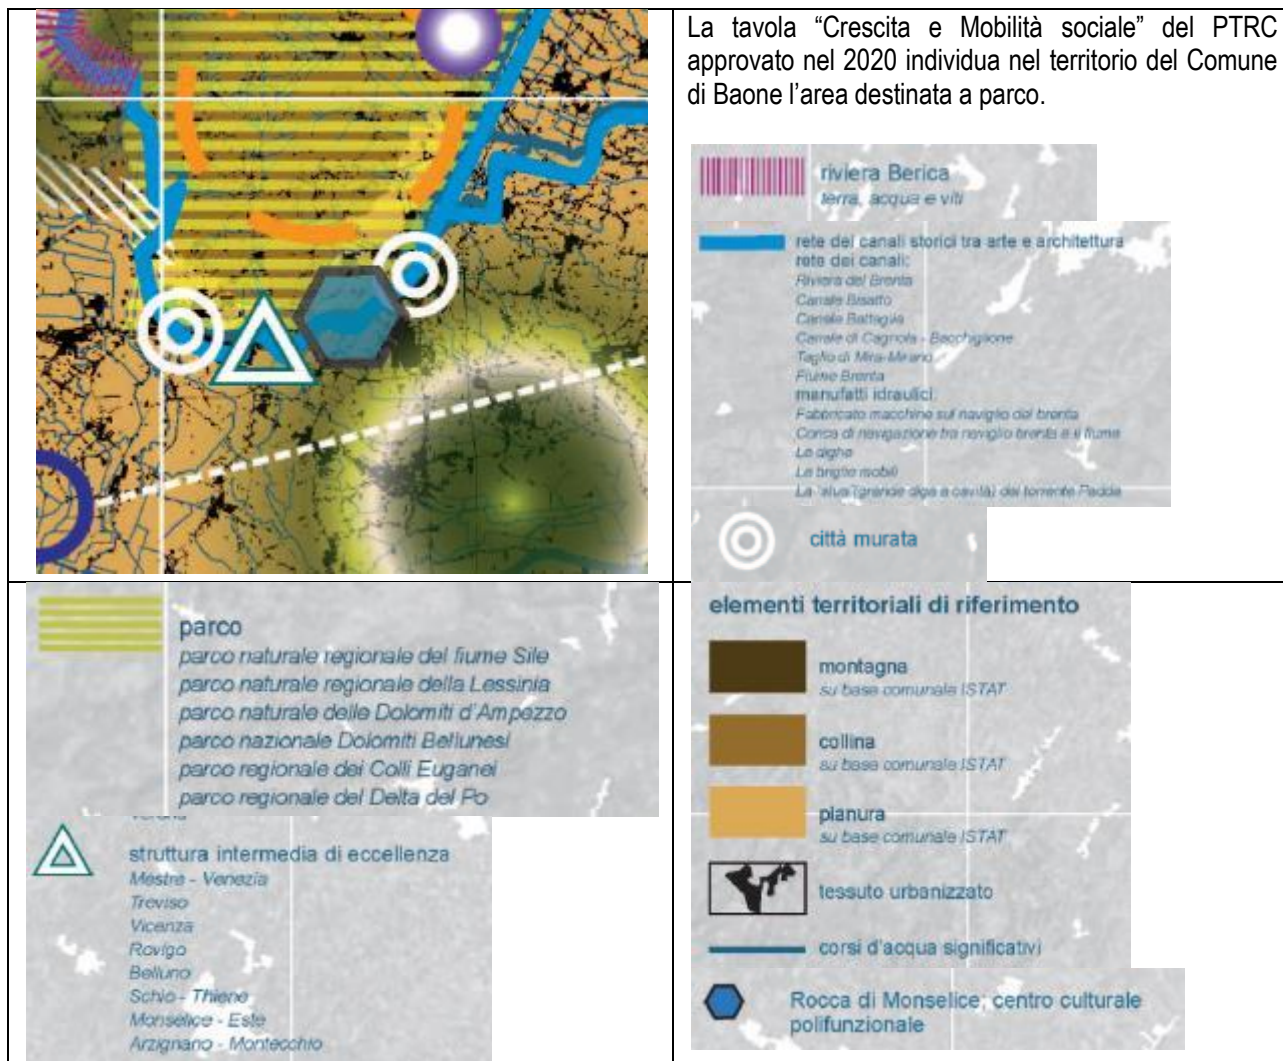 La tavola “Crescita e Mobilità sociale” del PTRC
approvato nel 2020 individua nel territorio del Comune
di Baone l’area destinata a parco.
riviera Berica
terra, acqua e viti
rete dei canali storici tra arte e architettura
rete dei canali:
Riviera del Brenta
Canale Bisatto
Canale Battaglia
Canale di Cagnola - Bacchiglione
Taglio di Mira-Mirano
Fiume Brenta
manufatti idraulici:
Fabbricato macchine sul naviglio del brenta
Conca di navigazione tra naviglio brenta e il fiume
Le dighe
Le briglie mobili
La "stua"(grande diga a cavità) del torrente Padola
città murata
parco
parco naturale regionale del fiume Sile
parco naturale regionale della Lessinia
parco naturale delle Dolomiti d'Ampezzo
parco nazionale Dolomiti Bellunesi
parco regionale dei Colli Euganei
parco regionale del Delta del Po
struttura intermedia di eccellenza
Mestre - Venezia
Treviso
Vicenza
Rovigo
Belluno
Schio - Thiene
Monselice - Este
Arzignano - Montecchio
elementi territoriali di riferimento
montagna
su base comunale ISTAT
collina
su base comunale ISTAT
pianura
su base comunale ISTAT
tessuto urbanizzato
corsi d'acqua significativi
Rocca di Monselice, centro culturale
polifunzionale